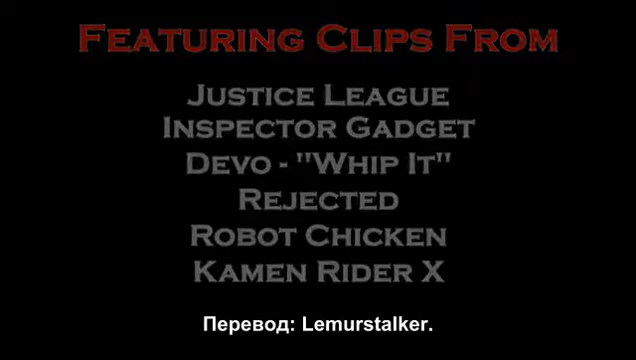 FEATURING CLIPS FROM
JUSTICE LEAGUE
INSPECTOR GADGET
DEVO - "WHIP IT"
REJECTED
ROBOT CHICKEN
KAMEN RIDER X
Перевод: Lemurstalker.